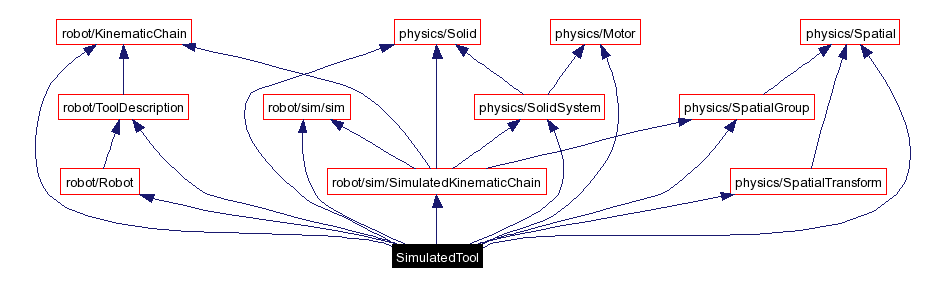 robot/KinematicChain
physics/Solid
physics/Motor
physics/Spatial
robot/ToolDescription
robot/sim/sim
physics/SolidSystem
physics/SpatialGroup
robot/Robot
robot/sim/SimulatedKinematicChain
physics/SpatialTransform
SimulatedTool